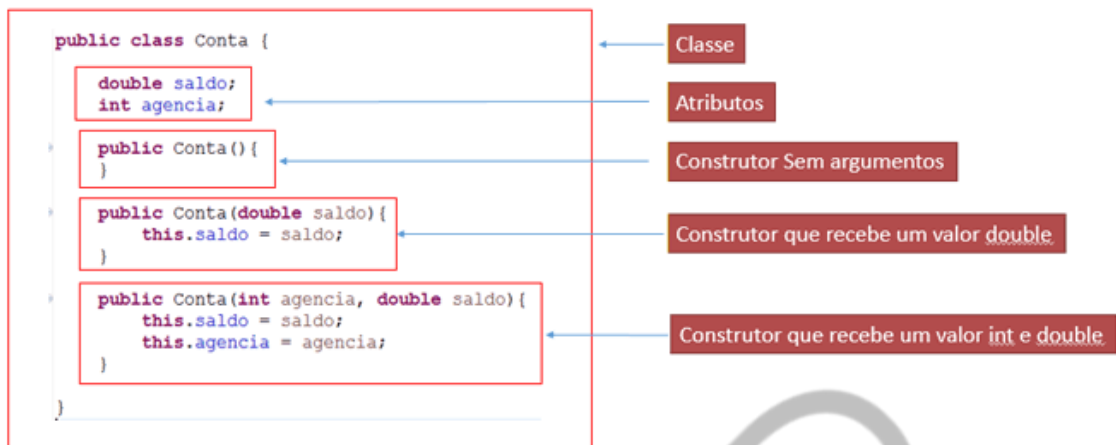 public class Conta {
Classe
double saldo;
int agencia;
Atributos
public Conta(){
}
Construtor Sem argumentos
public Conta(double saldo){
this.saldo = saldo;
}
Construtor que recebe um valor double
public Conta(int agencia, double saldo){
this.saldo = saldo;
this.agencia = agencia;
}
Construtor que recebe um valor int e double
}